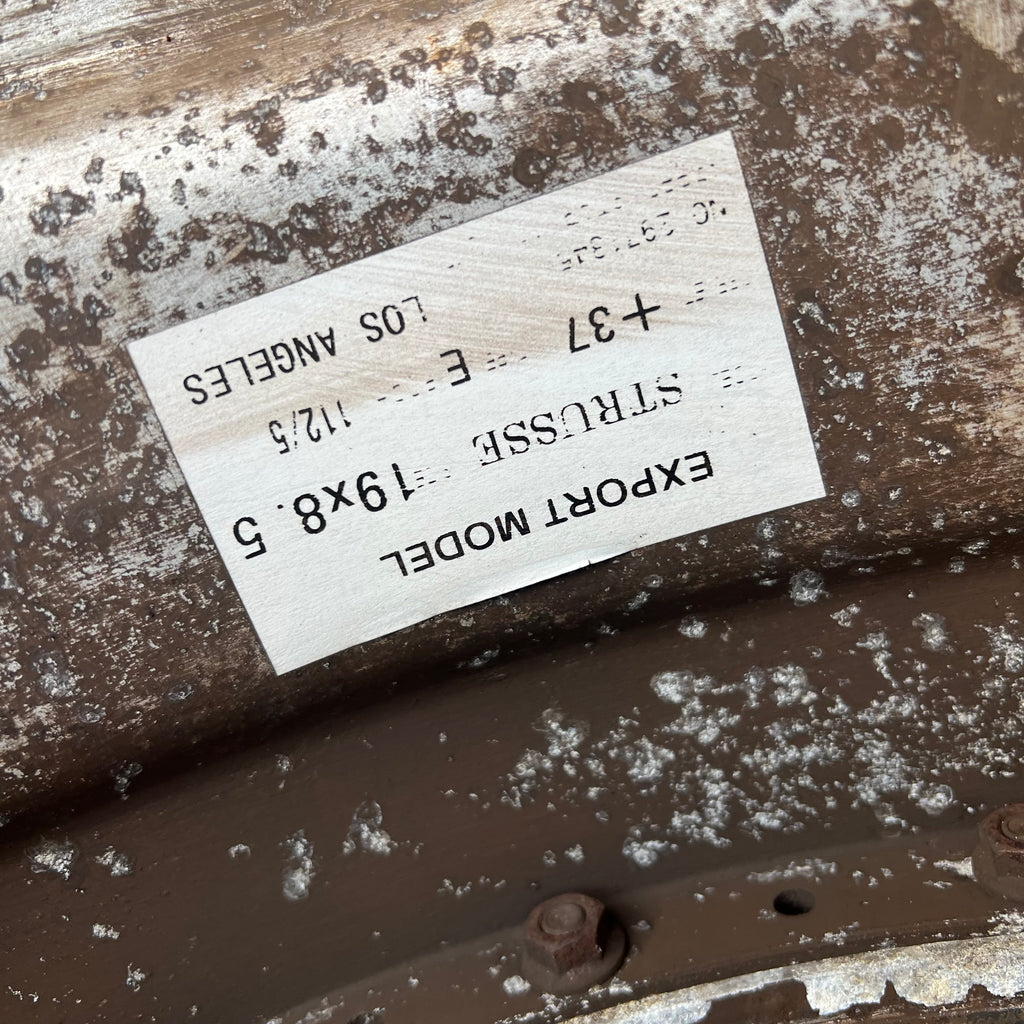 EXPORT MODEL
STRUSSE 19x8.5
+37 E 112/5
LOS ANGELES